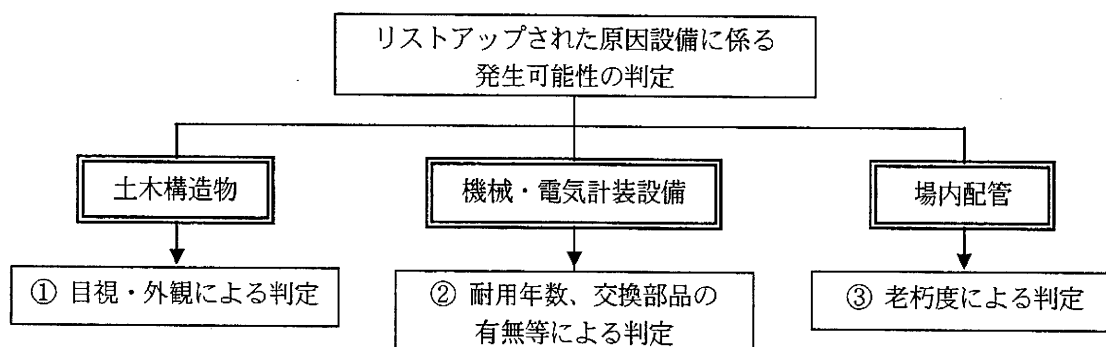 リストアップされた原因設備に係る
発生可能性の判定
土木構造物
機械・電気計装設備
場内配管
① 目視・外観による判定
② 耐用年数、交換部品の
有無等による判定
③ 老朽度による判定